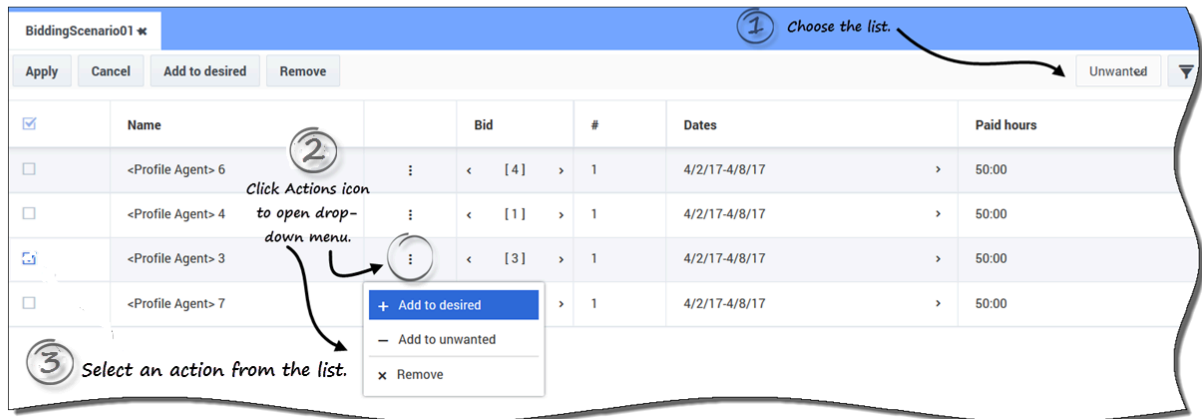 BiddingScenario01 ×
1 Choose the list.
Apply Cancel Add to desired Remove Unwanted
Name Bid # Dates Paid hours
<Profile Agent> 6 ⋮ ‹ [ 4 ] › 1 4/2/17-4/8/17 › 50:00
2
Click Actions icon
to open drop-
down menu.
<Profile Agent> 4 ⋮ ‹ [ 1 ] › 1 4/2/17-4/8/17 › 50:00
<Profile Agent> 3 ⋮ ‹ [ 3 ] › 1 4/2/17-4/8/17 › 50:00
<Profile Agent> 7 › 1 4/2/17-4/8/17 › 50:00
+ Add to desired
– Add to unwanted
× Remove
3 Select an action from the list.